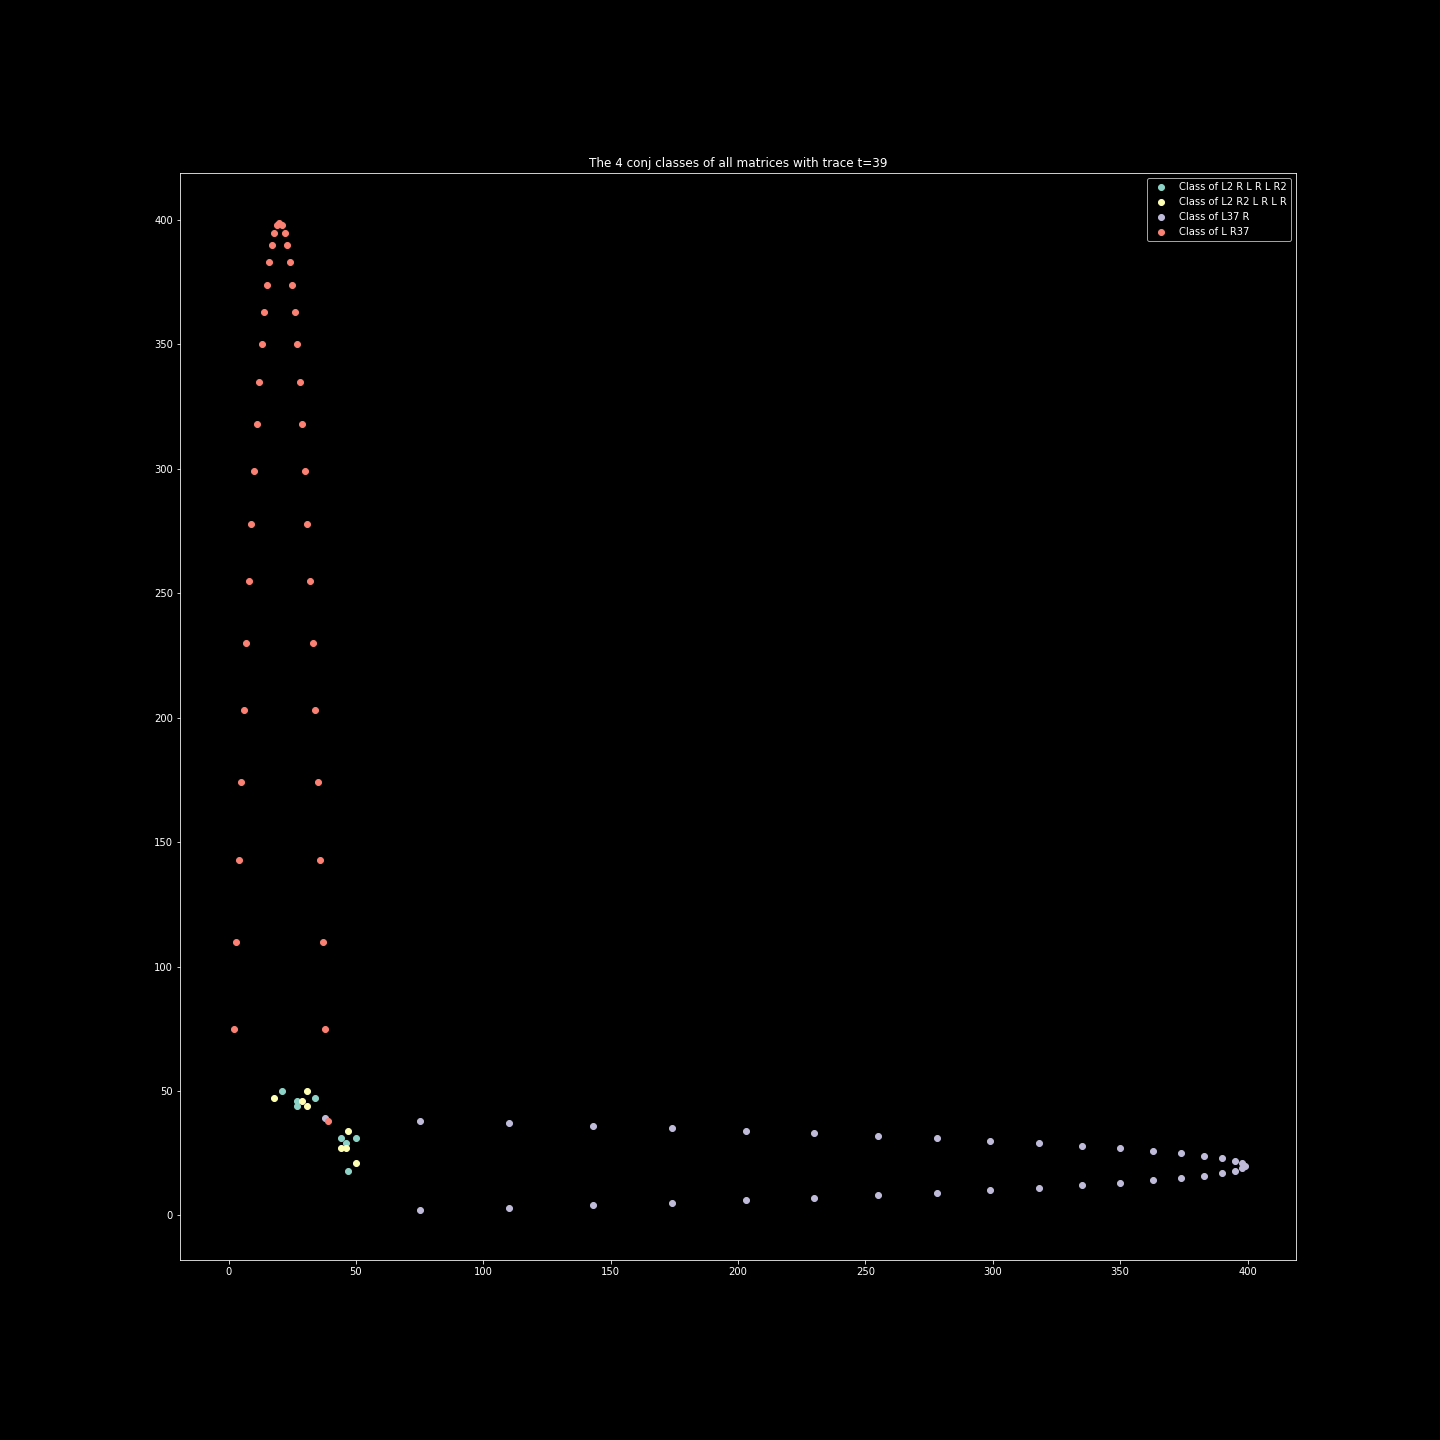 The 4 conj classes of all matrices with trace t=39
Class of L2 R L R L R2
Class of L2 R2 L R L R
Class of L37 R
Class of L R37
400
350
300
250
200
150
100
50
0
0 50 100 150 200 250 300 350 400